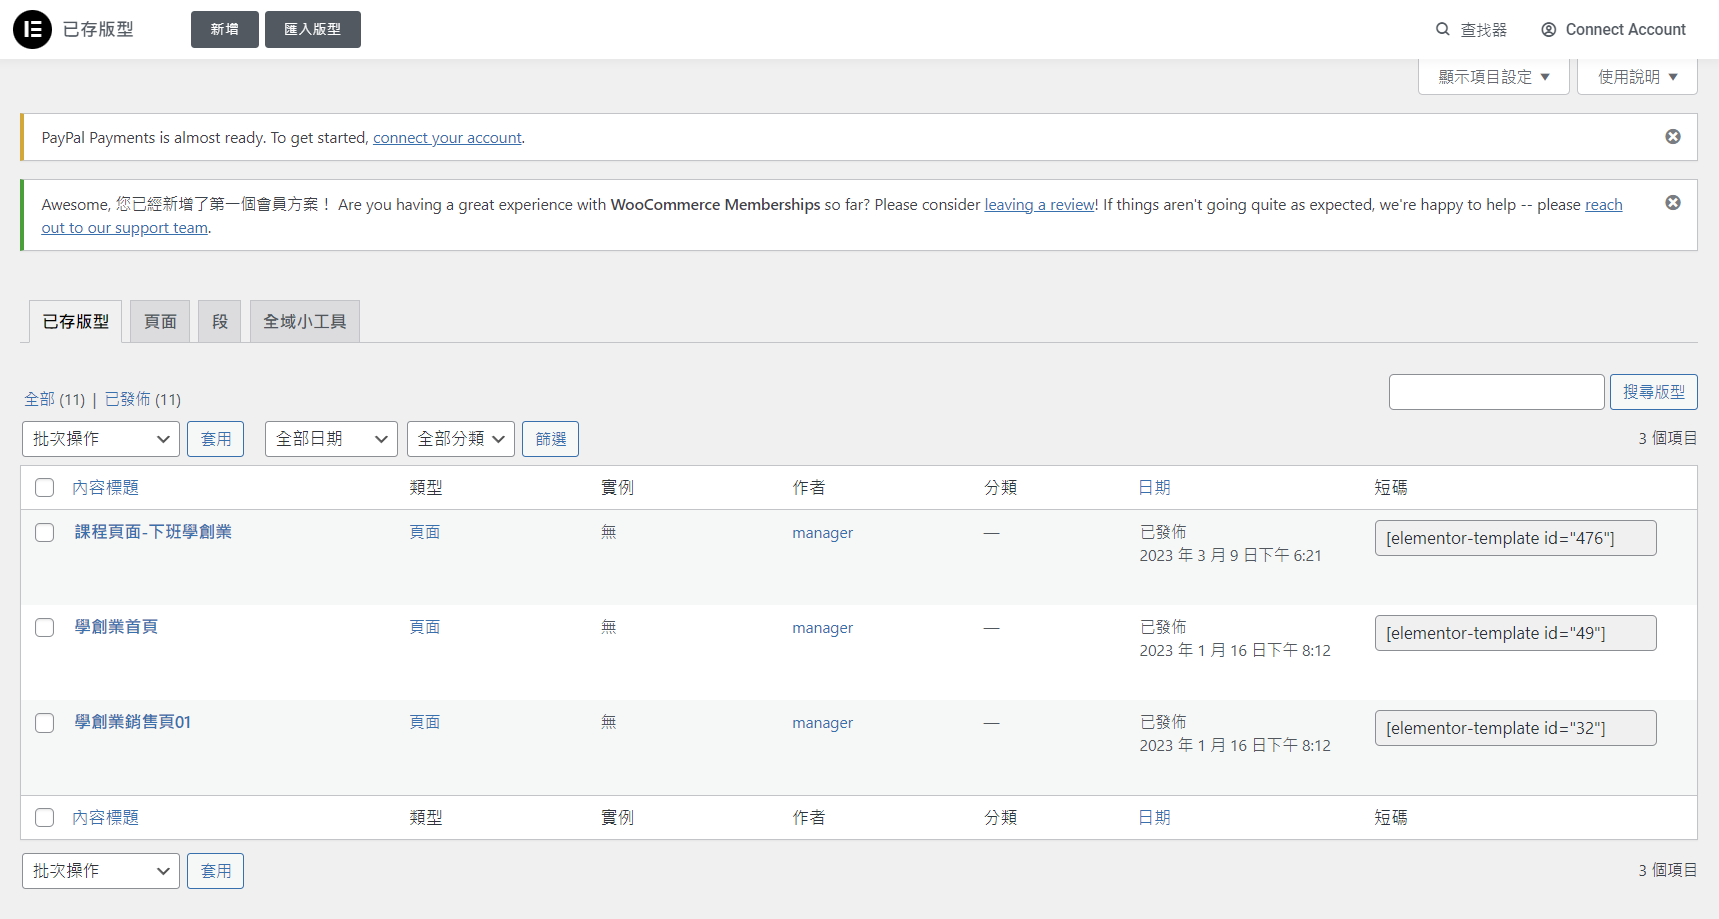 已存版型 新增 匯入版型 查找器 Connect Account
顯示項目設定 使用說明
PayPal Payments is almost ready. To get started, connect your account.
Awesome, 您已經新增了第一個會員方案！ Are you having a great experience with WooCommerce Memberships so far? Please consider leaving a review! If things aren't going quite as expected, we're happy to help -- please reach
out to our support team.
已存版型 頁面 段 全域小工具
全部 (11) | 已發佈 (11) 搜尋版型
批次操作 套用 全部日期 全部分類 篩選 3 個項目
內容標題 類型 實例 作者 分類 日期 短碼
課程頁面-下班學創業 頁面 無 manager — 已發佈 [elementor-template id="476"]
2023 年 3 月 9 日下午 6:21
學創業首頁 頁面 無 manager — 已發佈 [elementor-template id="49"]
2023 年 1 月 16 日下午 8:12
學創業銷售頁01 頁面 無 manager — 已發佈 [elementor-template id="32"]
2023 年 1 月 16 日下午 8:12
內容標題 類型 實例 作者 分類 日期 短碼
批次操作 套用 3 個項目